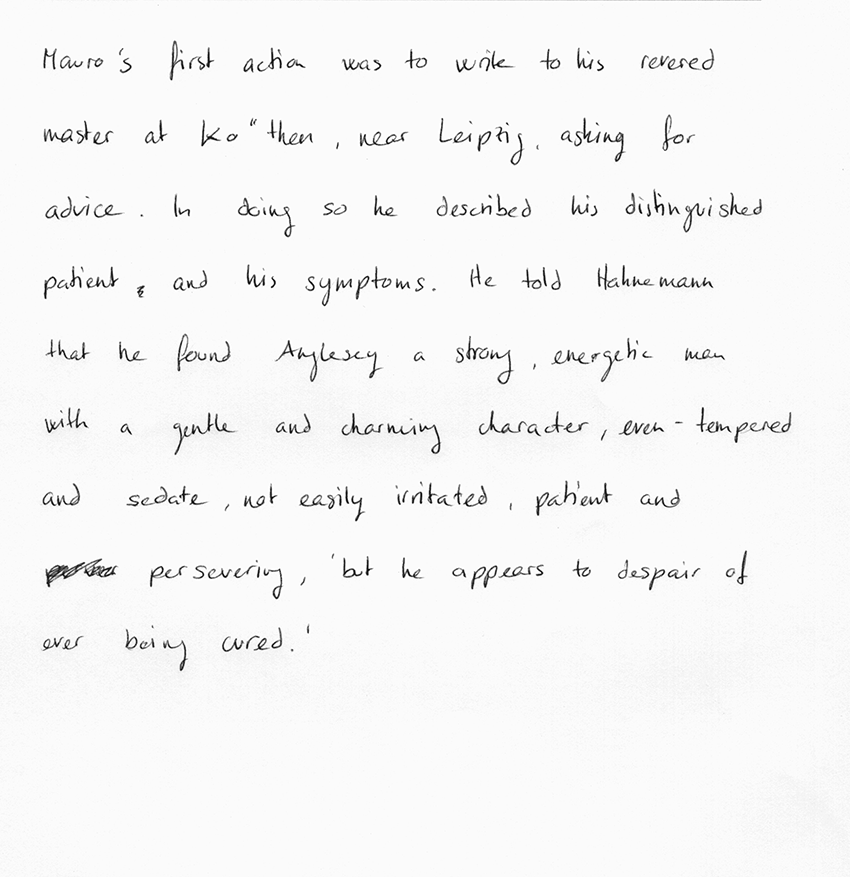 Mauro's first action was to write to his revered
master at Ko"then, near Leipzig, asking for
advice. In doing so he described his distinguished
patient, and his symptoms. He told Hahnemann
that he found Anglesey a strong, energetic man
with a gentle and charming character, even-tempered
and sedate, not easily irritated, patient and
persevering, 'but he appears to despair of
ever being cured.'